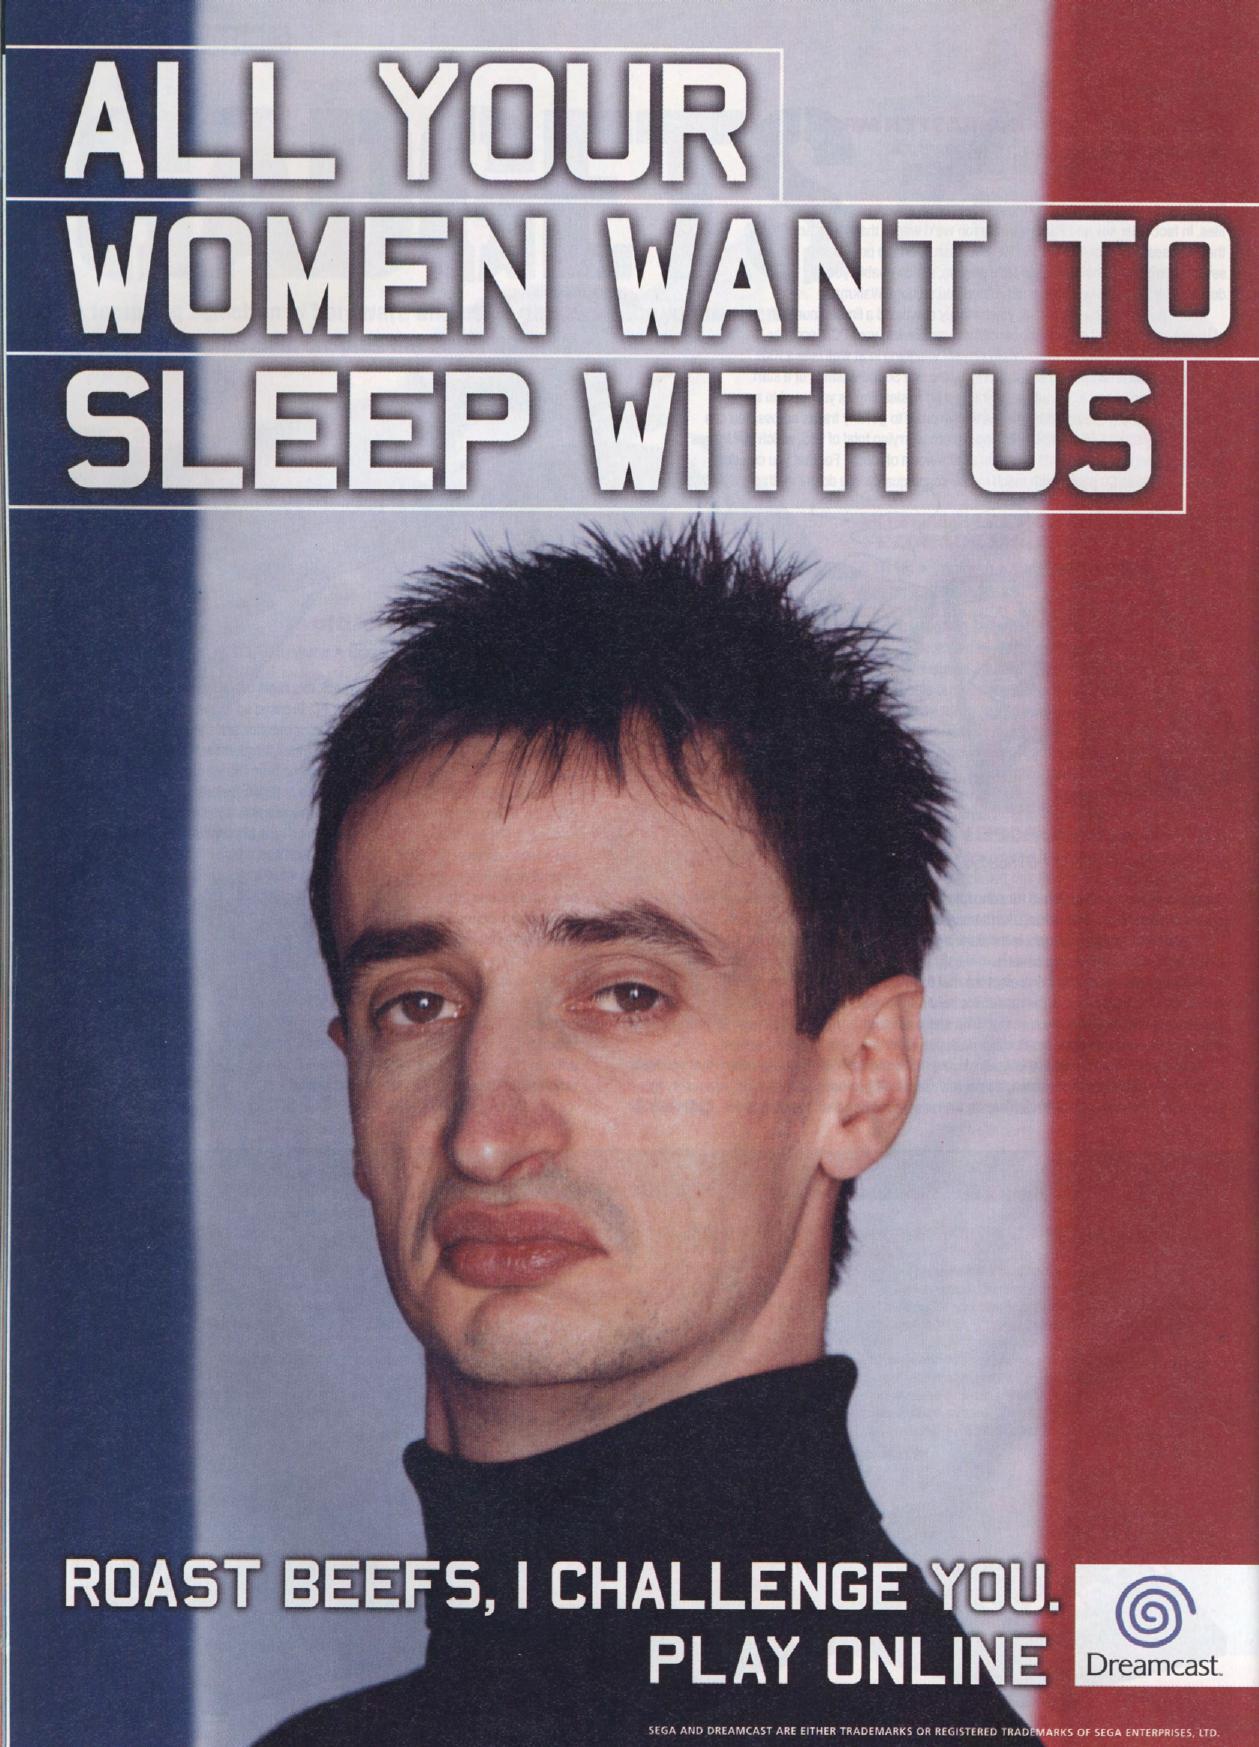 ALL YOUR
WOMEN WANT TO
SLEEP WITH US
ROAST BEEFS, I CHALLENGE YOU.
PLAY ONLINE
Dreamcast™
SEGA AND DREAMCAST ARE EITHER TRADEMARKS OR REGISTERED TRADEMARKS OF SEGA ENTERPRISES, LTD.